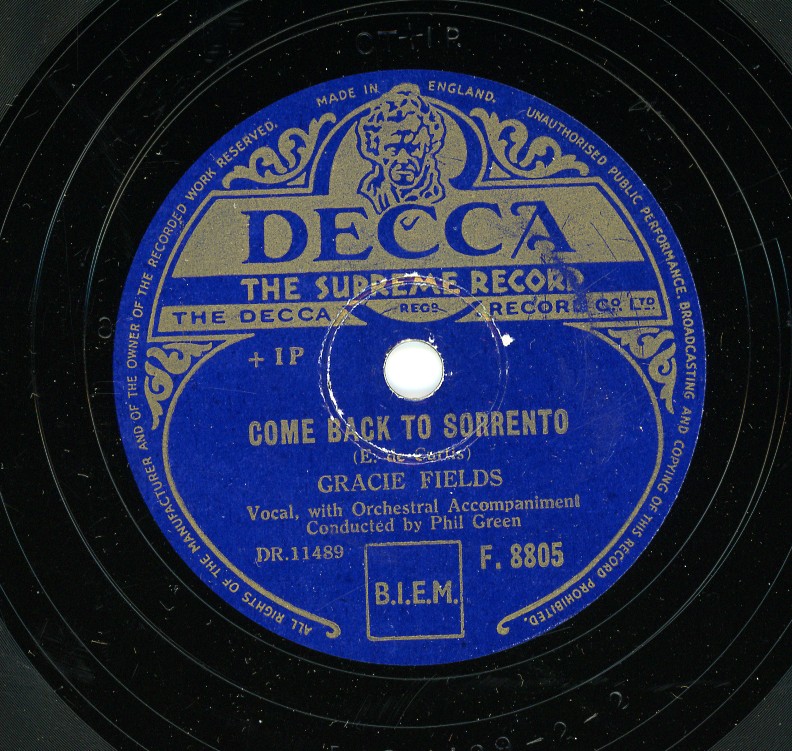 MADE IN ENGLAND.
UNAUTHORISED PUBLIC PERFORMANCE, BROADCASTING AND COPYING OF THIS RECORD PROHIBITED.
ALL RIGHTS OF THE MANUFACTURER AND OF THE OWNER OF THE RECORDED WORK RESERVED.
DECCA
THE SUPREME RECORD
THE DECCA REGD RECORD CO. LTD
+ 1P
COME BACK TO SORRENTO
(E. de Curtis)
GRACIE FIELDS
Vocal, with Orchestral Accompaniment
Conducted by Phil Green
DR.11489
F. 8805
B.I.E.M.